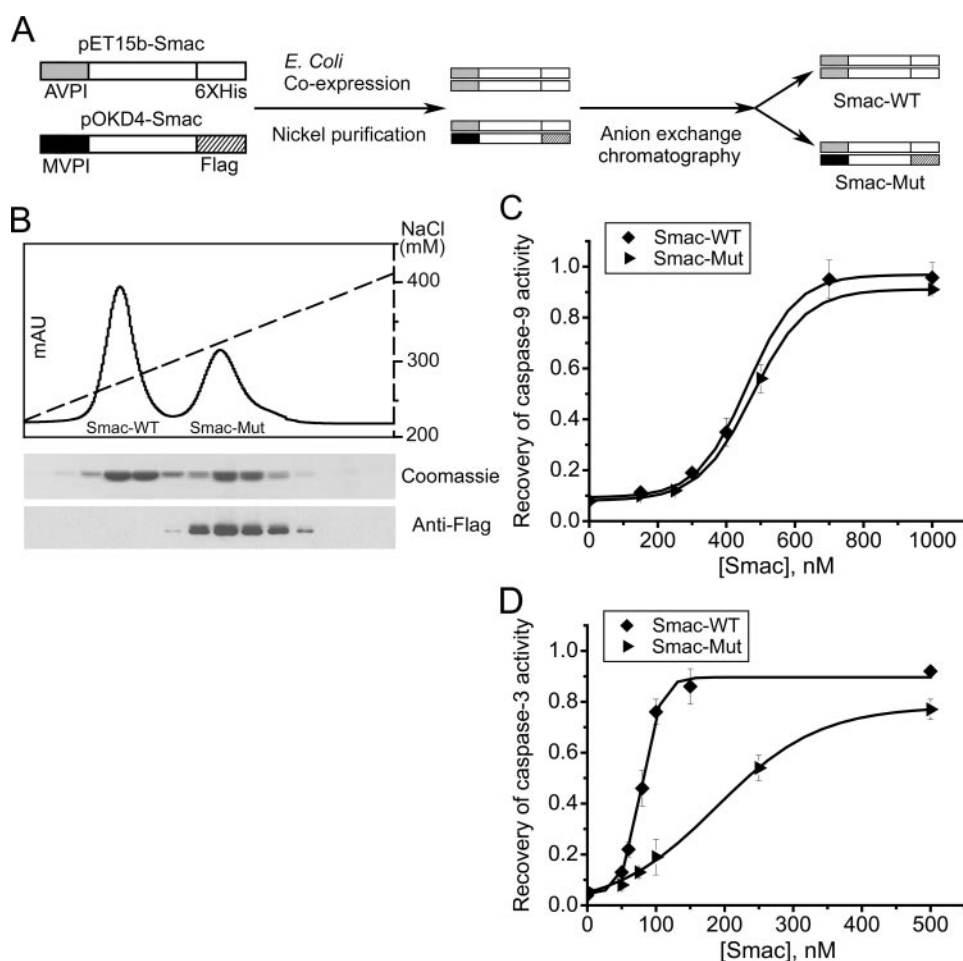 A
pET15b-Smac
AVPI 6XHis
pOKD4-Smac
MVPI Flag
E. Coli
Co-expression
Nickel purification
Anion exchange
chromatography
Smac-WT
Smac-Mut
B
NaCl
(mM)
mAU
400
300
200
Smac-WT Smac-Mut
Coomassie
Anti-Flag
C
Smac-WT
Smac-Mut
Recovery of caspase-9 activity
1.0
0.8
0.6
0.4
0.2
0.0
0 200 400 600 800 1000
[Smac], nM
D
Smac-WT
Smac-Mut
Recovery of caspase-3 activity
1.0
0.8
0.6
0.4
0.2
0.0
0 100 200 300 400 500
[Smac], nM